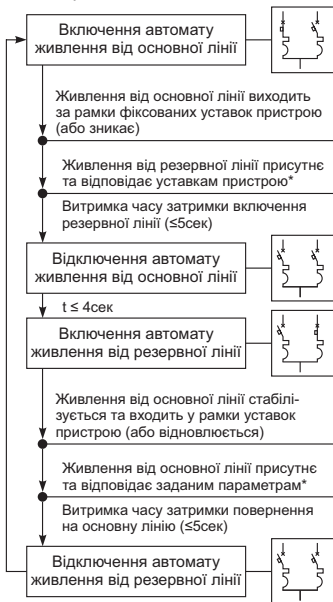 Включення автомату
живлення від основної лінії
Живлення від основної лінії виходить
за рамки фіксованих уставок пристрою
(або зникає)
Живлення від резервної лінії присутнє
та відповідає уставкам пристрою*
Витримка часу затримки включення
резервної лінії (≤5сек)
Відключення автомату
живлення від основної лінії
t ≤ 4сек
Включення автомату
живлення від резервної лінії
Живлення від основної лінії стабілі-
зується та входить у рамки уставок
пристрою (або відновлюється)
Живлення від основної лінії присутнє
та відповідає заданим параметрам*
Витримка часу затримки повернення
на основну лінію (≤5сек)
Відключення автомату
живлення від резервної лінії